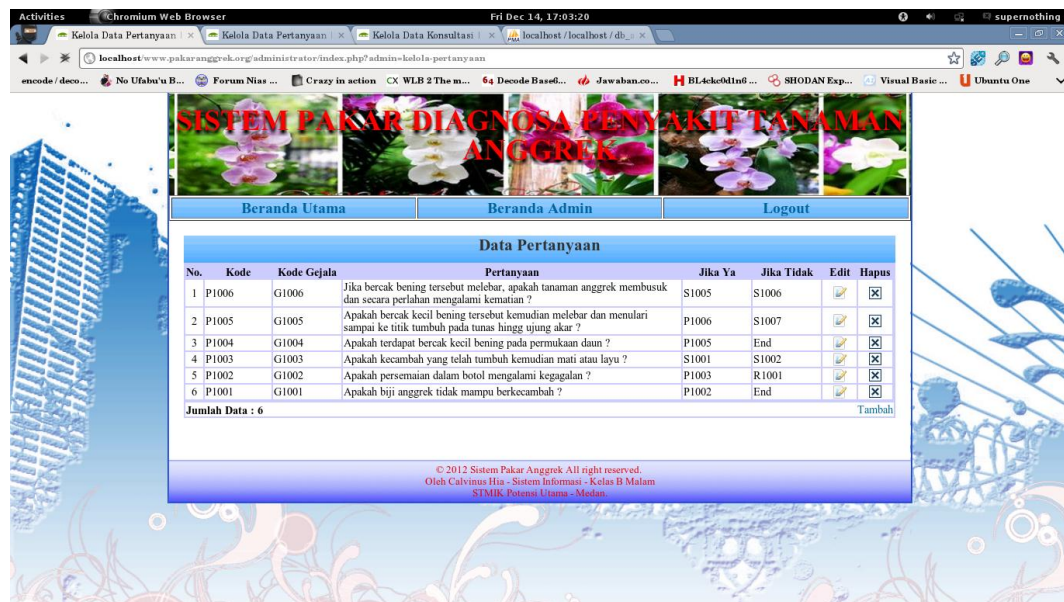 Activities Chromium Web Browser Fri Dec 14, 17:03:20 supernothing
Kelola Data Pertanyaan | × Kelola Data Pertanyaan | × Kelola Data Konsultasi | × localhost / localhost / db_s ×
localhost/www.pakaranggrek.org/administrator/index.php?admin=kelola-pertanyaan
encode / deco... No Ufabu'u B... Forum Nias ... Crazy in action CX WLB 2 The m... 64 Decode Base6... Jawaban.co... BL4ckc0d1n6 ... SHODAN Exp... Visual Basic ... Ubuntu One
SISTEM PAKAR DIAGNOSA PENYAKIT TANAMAN
ANGGREK
Beranda Utama Beranda Admin Logout
Data Pertanyaan
No. Kode Kode Gejala Pertanyaan Jika Ya Jika Tidak Edit Hapus
1 P1006 G1006 Jika bercak bening tersebut melebar, apakah tanaman anggrek membusuk S1005 S1006
dan secara perlahan mengalami kematian ?
2 P1005 G1005 Apakah bercak kecil bening tersebut kemudian melebar dan menulari P1006 S1007
sampai ke titik tumbuh pada tunas hingg ujung akar ?
3 P1004 G1004 Apakah terdapat bercak kecil bening pada permukaan daun ? P1005 End
4 P1003 G1003 Apakah kecambah yang telah tumbuh kemudian mati atau layu ? S1001 S1002
5 P1002 G1002 Apakah persemaian dalam botol mengalami kegagalan ? P1003 R1001
6 P1001 G1001 Apakah biji anggrek tidak mampu berkecambah ? P1002 End
Jumlah Data : 6 Tambah
© 2012 Sistem Pakar Anggrek All right reserved.
Oleh Calvinus Hia - Sistem Informasi - Kelas B Malam
STMIK Potensi Utama - Medan.